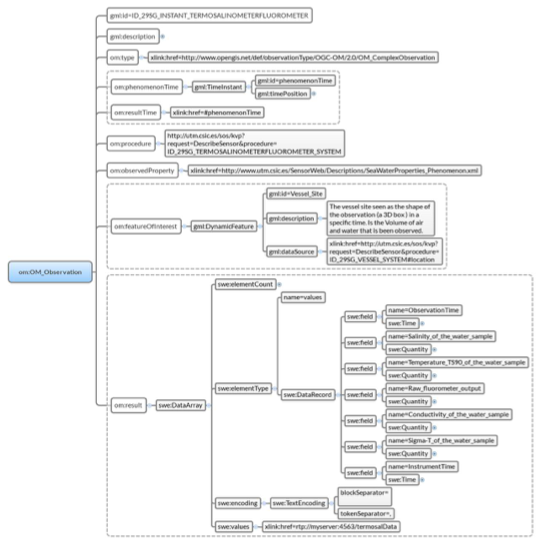 gml:id=ID_29SG_INSTANT_TERMOSALINOMETERFLUOROMETER
gml:description
om:type
xlink:href=http://www.opengis.net/def/observationType/OGC-OM/2.0/OM_ComplexObservation
om:phenomenonTime
gml:TimeInstant
gml:id=phenomenonTime
gml:timePosition
om:resultTime
xlink:href=#phenomenonTime
om:procedure
http://utm.csic.es/sos/kvp?
request=DescribeSensor&procedure=
ID_29SG_TERMOSALINOMETERFLUOROMETER_SYSTEM
om:observedProperty
xlink:href=http://www.utm.csic.es/SensorWeb/Descriptions/SeaWaterProperties_Phenomenon.xml
om:featureOfInterest
gml:DynamicFeature
gml:id=Vessel_Site
gml:description
The vessel site seen as the shape of
the observation (a 3D box ) in a
specific time. Is the Volume of air
and water that is been observed.
gml:dataSource
xlink:href=http://utm.csic.es/sos/kvp?
request=DescribeSensor&procedure=
ID_29SG_VESSEL_SYSTEM#location
om:OM_Observation
om:result
swe:DataArray
swe:elementCount
swe:elementType
name=values
swe:DataRecord
swe:field
name=ObservationTime
swe:Time
swe:field
name=Salinity_of_the_water_sample
swe:Quantity
swe:field
name=Temperature_TS90_of_the_water_sample
swe:Quantity
swe:field
name=Raw_fluorometer_output
swe:Quantity
swe:field
name=Conductivity_of_the_water_sample
swe:Quantity
swe:field
name=Sigma-T_of_the_water_sample
swe:Quantity
swe:field
name=InstrumentTime
swe:Time
swe:encoding
swe:TextEncoding
blockSeparator=
tokenSeparator=,
swe:values
xlink:href=rtp://myserver:4563/termosalData